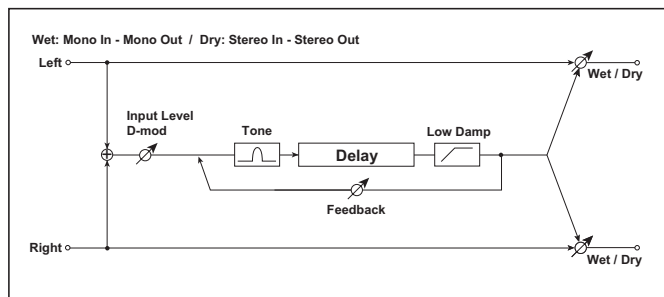 Wet: Mono In - Mono Out / Dry: Stereo In - Stereo Out
Left
Wet / Dry
Input Level
D-mod
Tone
Low Damp
Delay
Feedback
Right
Wet / Dry